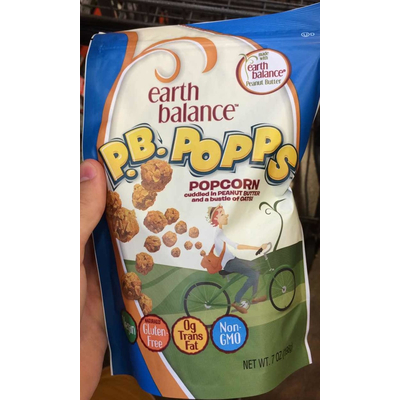 made with
earth
balance®
Peanut Butter
earth
balance™
P.B. POPPS
POPCORN
cuddled in PEANUT BUTTER
and a bustle of OATS!
Gluten-
Free
0g
Trans
Fat
Non-
GMO
NET WT. 7 OZ